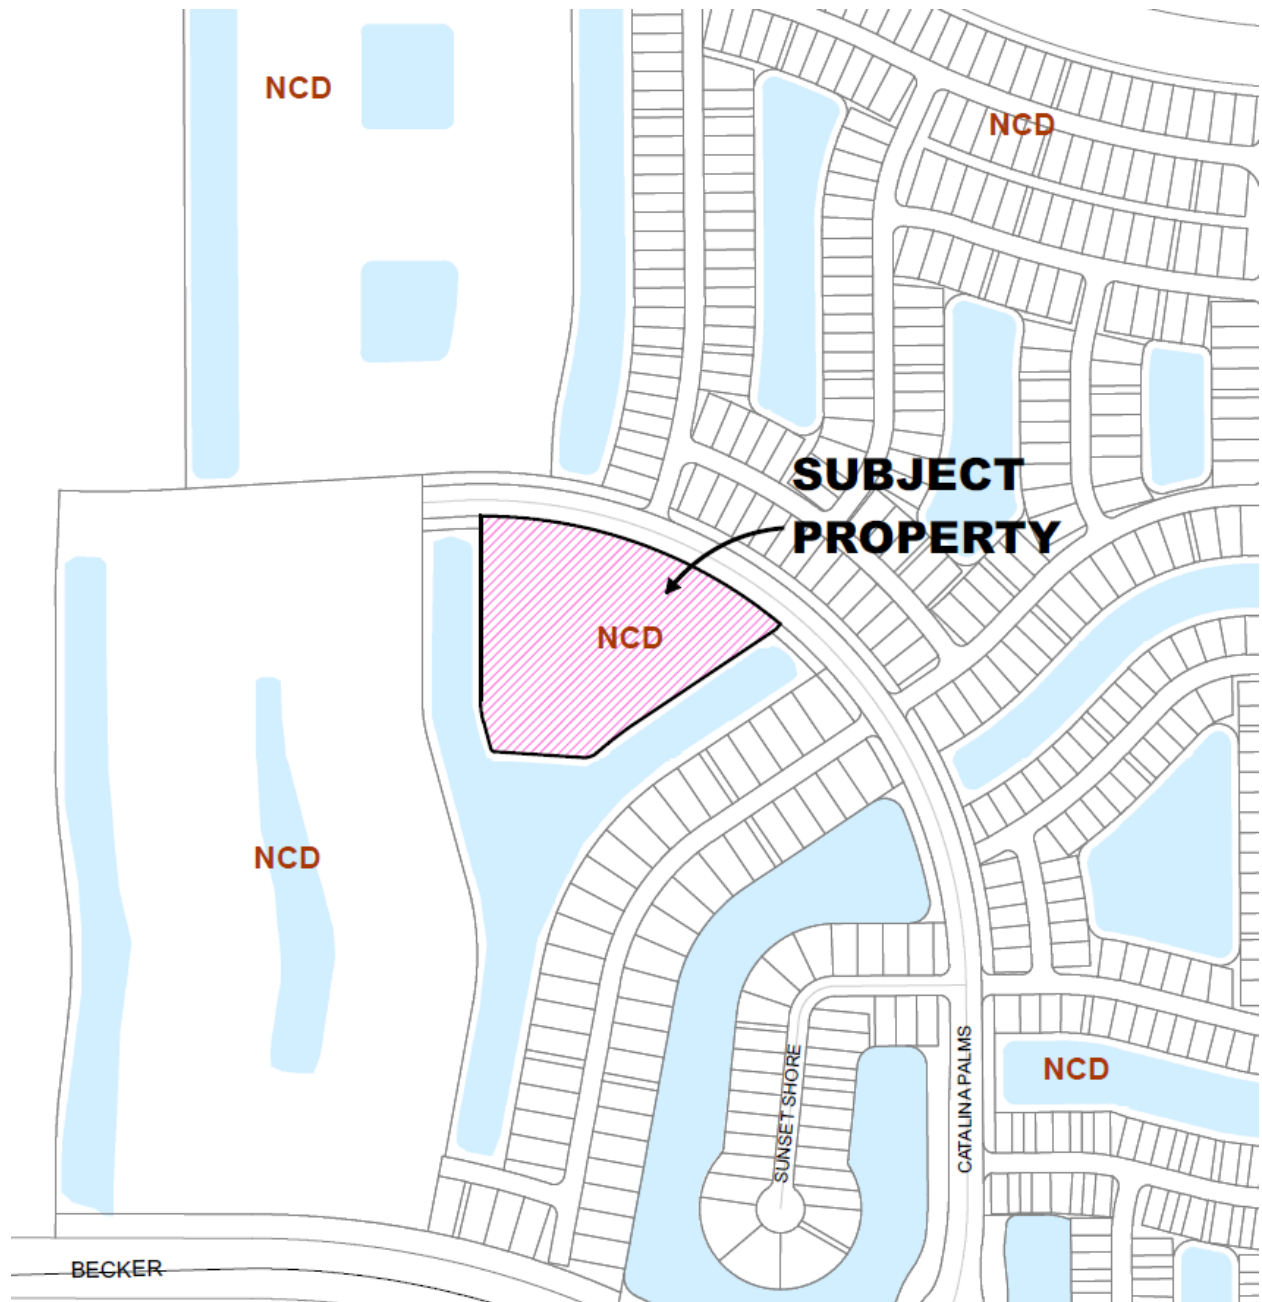 NCD
NCD
SUBJECT
PROPERTY
NCD
NCD
SUNSET SHORE
CATALINA PALMS
NCD
BECKER